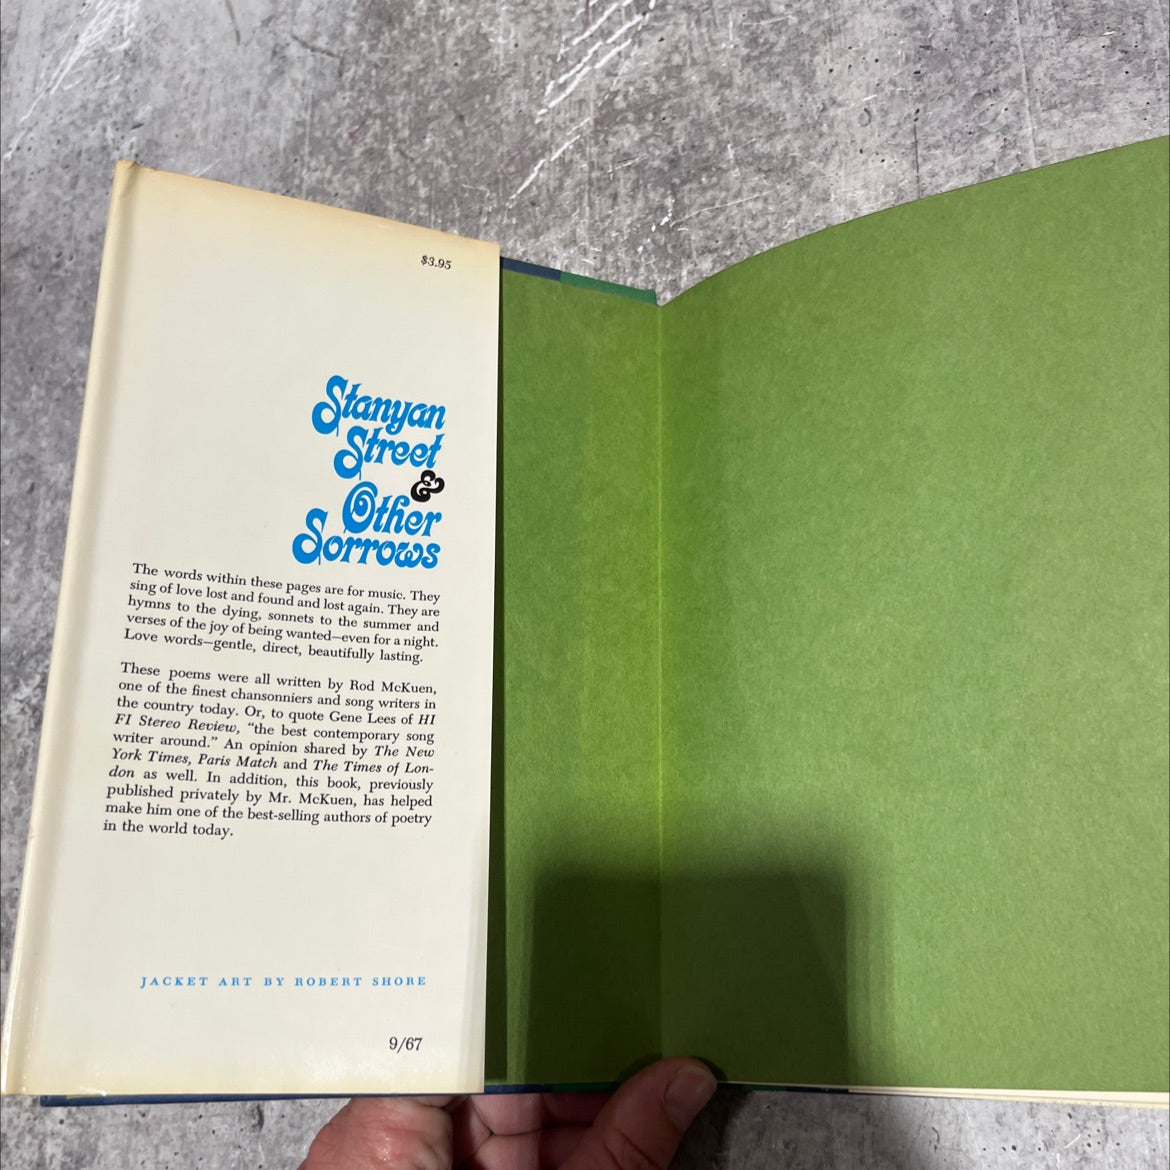 $3.95
Stanyan
Street
&
Other
Sorrows
The words within these pages are for music. They
sing of love lost and found and lost again. They are
hymns to the dying, sonnets to the summer and
verses of the joy of being wanted—even for a night.
Love words—gentle, direct, beautifully lasting.
These poems were all written by Rod McKuen,
one of the finest chansonniers and song writers in
the country today. Or, to quote Gene Lees of HI
FI Stereo Review, “the best contemporary song
writer around.” An opinion shared by The New
York Times, Paris Match and The Times of Lon-
don as well. In addition, this book, previously
published privately by Mr. McKuen, has helped
make him one of the best-selling authors of poetry
in the world today.
JACKET ART BY ROBERT SHORE
9/67